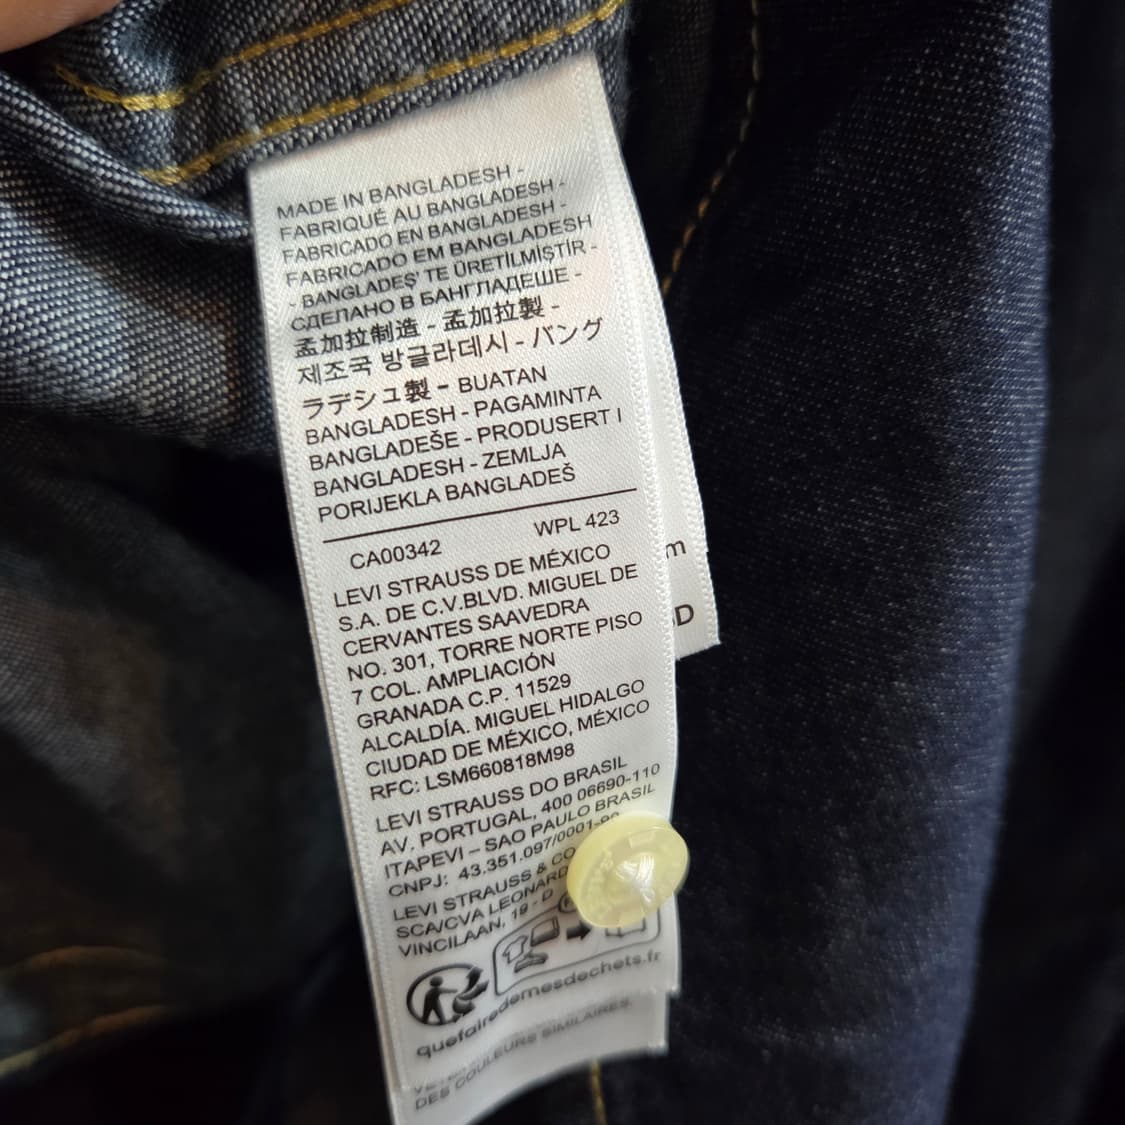 MADE IN BANGLADESH -
FABRIQUÉ AU BANGLADESH -
FABRICADO EN BANGLADESH -
FABRICADO EM BANGLADESH
- BANGLADEŞ' TE ÜRETİLMİŞTİR -
СДЕЛАНО В БАНГЛАДЕШЕ -
孟加拉制造 - 孟加拉製 -
제조국 방글라데시 - バング
ラデシュ製 - BUATAN
BANGLADESH - PAGAMINTA
BANGLADEŠE - PRODUSERT I
BANGLADESH - ZEMLJA
PORIJEKLA BANGLADEŠ
CA00342 WPL 423
LEVI STRAUSS DE MÉXICO
S.A. DE C.V.BLVD. MIGUEL DE
CERVANTES SAAVEDRA
NO. 301, TORRE NORTE PISO
7 COL. AMPLIACIÓN
GRANADA C.P. 11529
ALCALDÍA. MIGUEL HIDALGO
CIUDAD DE MÉXICO, MÉXICO
RFC: LSM660818M98
LEVI STRAUSS DO BRASIL
AV. PORTUGAL, 400 06690-110
ITAPEVI – SAO PAULO BRASIL
CNPJ: 43.351.097/0001-
LEVI STRAUSS & CO
SCA/CVA LEONARD
VINCILAAN, 19 - D
quefairedemesdechets.fr
DES COULEURS SIMILAIRES.
m
D